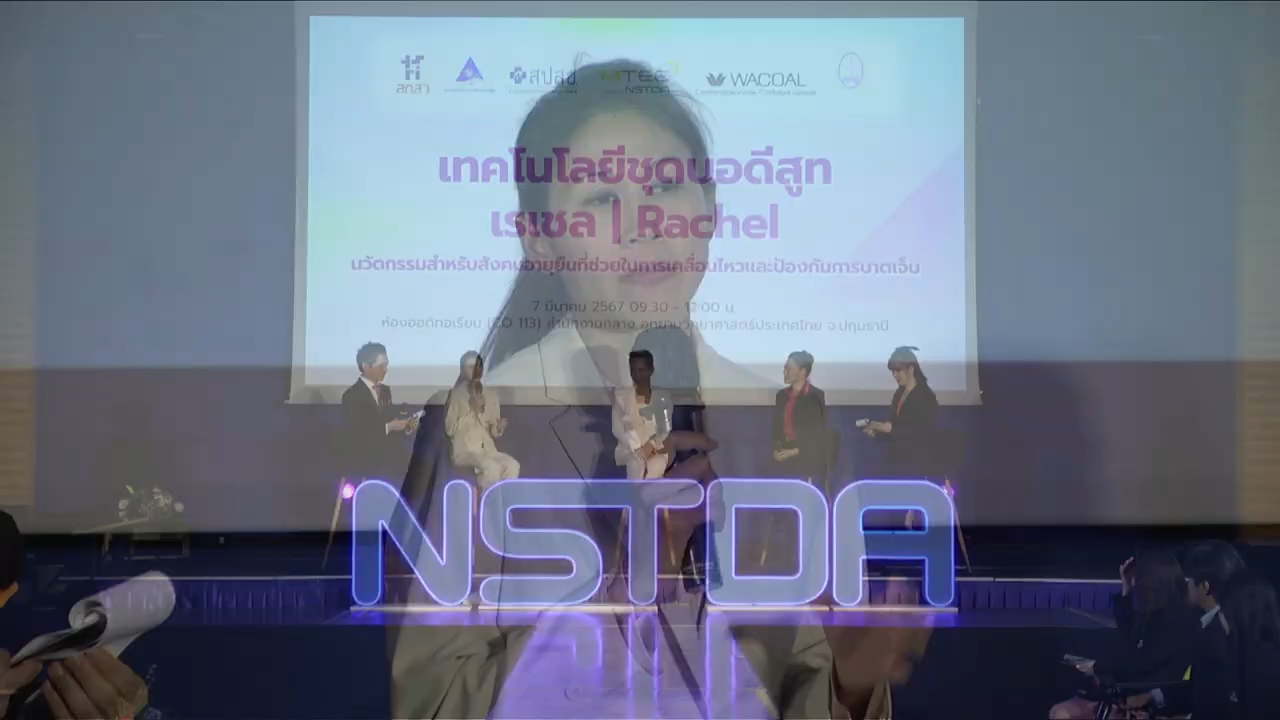 สกสว
สปสช
MTEC
NSTDA
WACOAL
เทคโนโลยีชุดบอดีสูท
เรเชล | Rachel
นวัตกรรมสำหรับสังคมอายุยืนที่ช่วยในการเคลื่อนไหวและป้องกันการบาดเจ็บ
7 มีนาคม 2567 09.30 - 12.00 น.
ห้องออดิทอเรียม (CO 113) สำนักงานกลาง อุทยานวิทยาศาสตร์ประเทศไทย จ.ปทุมธานี
NSTDA